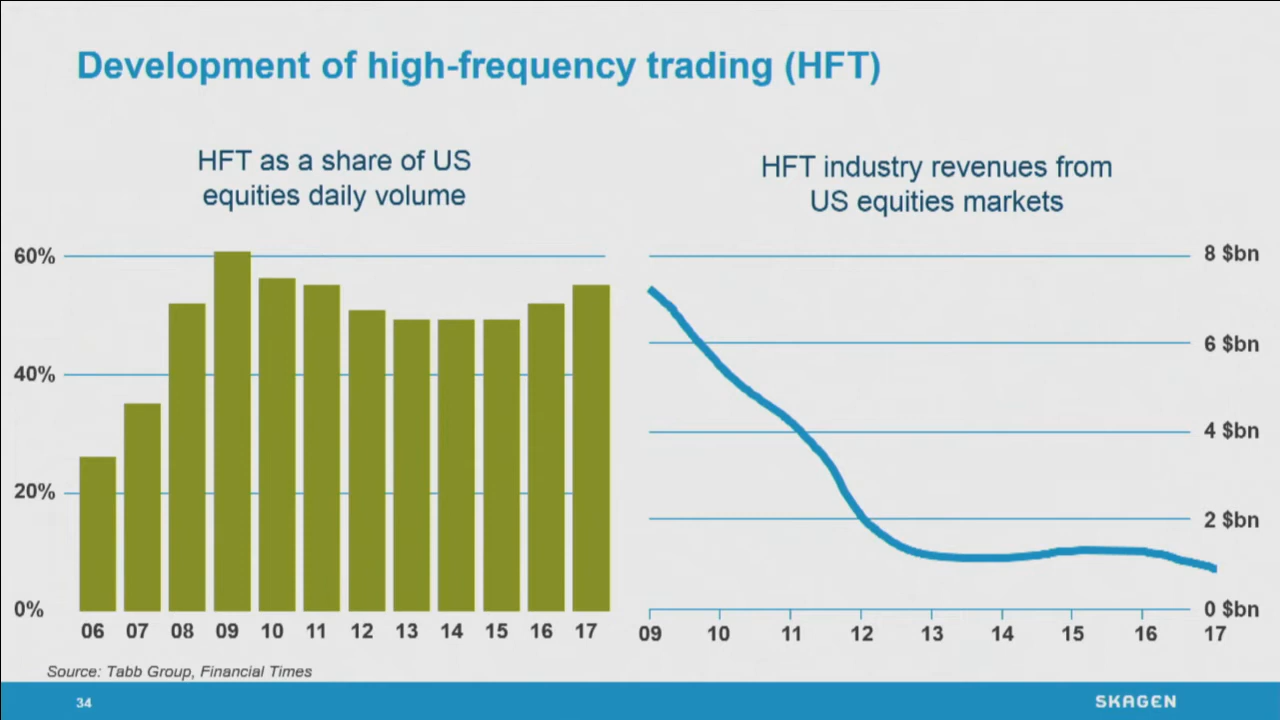 Development of high-frequency trading (HFT)
HFT as a share of US
equities daily volume
60%
40%
20%
0%
06 07 08 09 10 11 12 13 14 15 16 17
HFT industry revenues from
US equities markets
8 $bn
6 $bn
4 $bn
2 $bn
0 $bn
09 10 11 12 13 14 15 16 17
Source: Tabb Group, Financial Times
34
SKAGEN